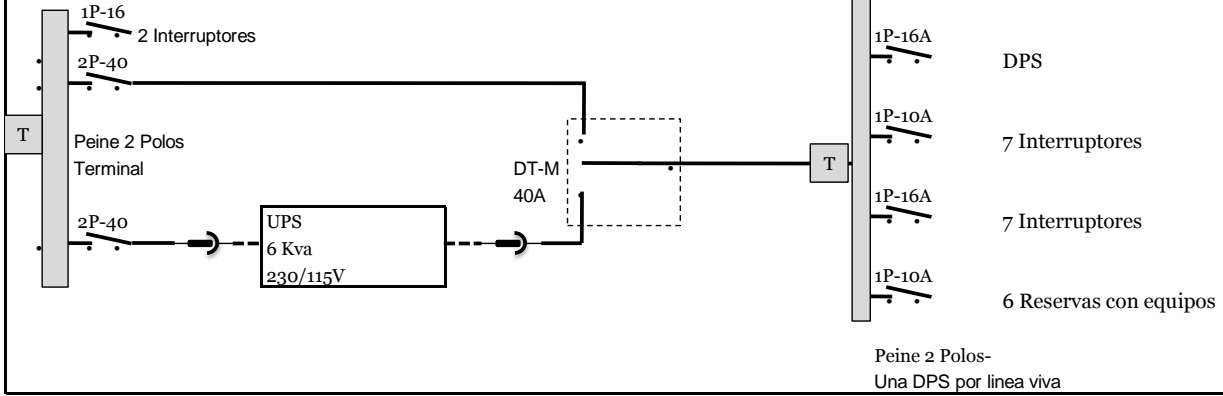 1P-16
2 Interruptores
2P-40
T
Peine 2 Polos
Terminal
2P-40
UPS
6 Kva
230/115V
DT-M
40A
T
1P-16A
DPS
1P-10A
7 Interruptores
1P-16A
7 Interruptores
1P-10A
6 Reservas con equipos
Peine 2 Polos-
Una DPS por linea viva